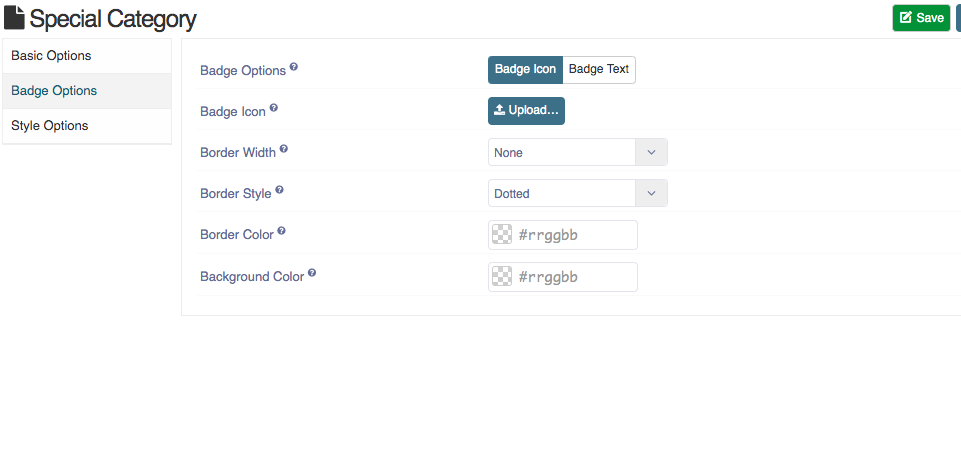 Special Category
Save
Basic Options
Badge Options
Style Options
Badge Options ?
Badge Icon Badge Text
Badge Icon ?
Upload...
Border Width ?
None
Border Style ?
Dotted
Border Color ?
#rrggbb
Background Color ?
#rrggbb